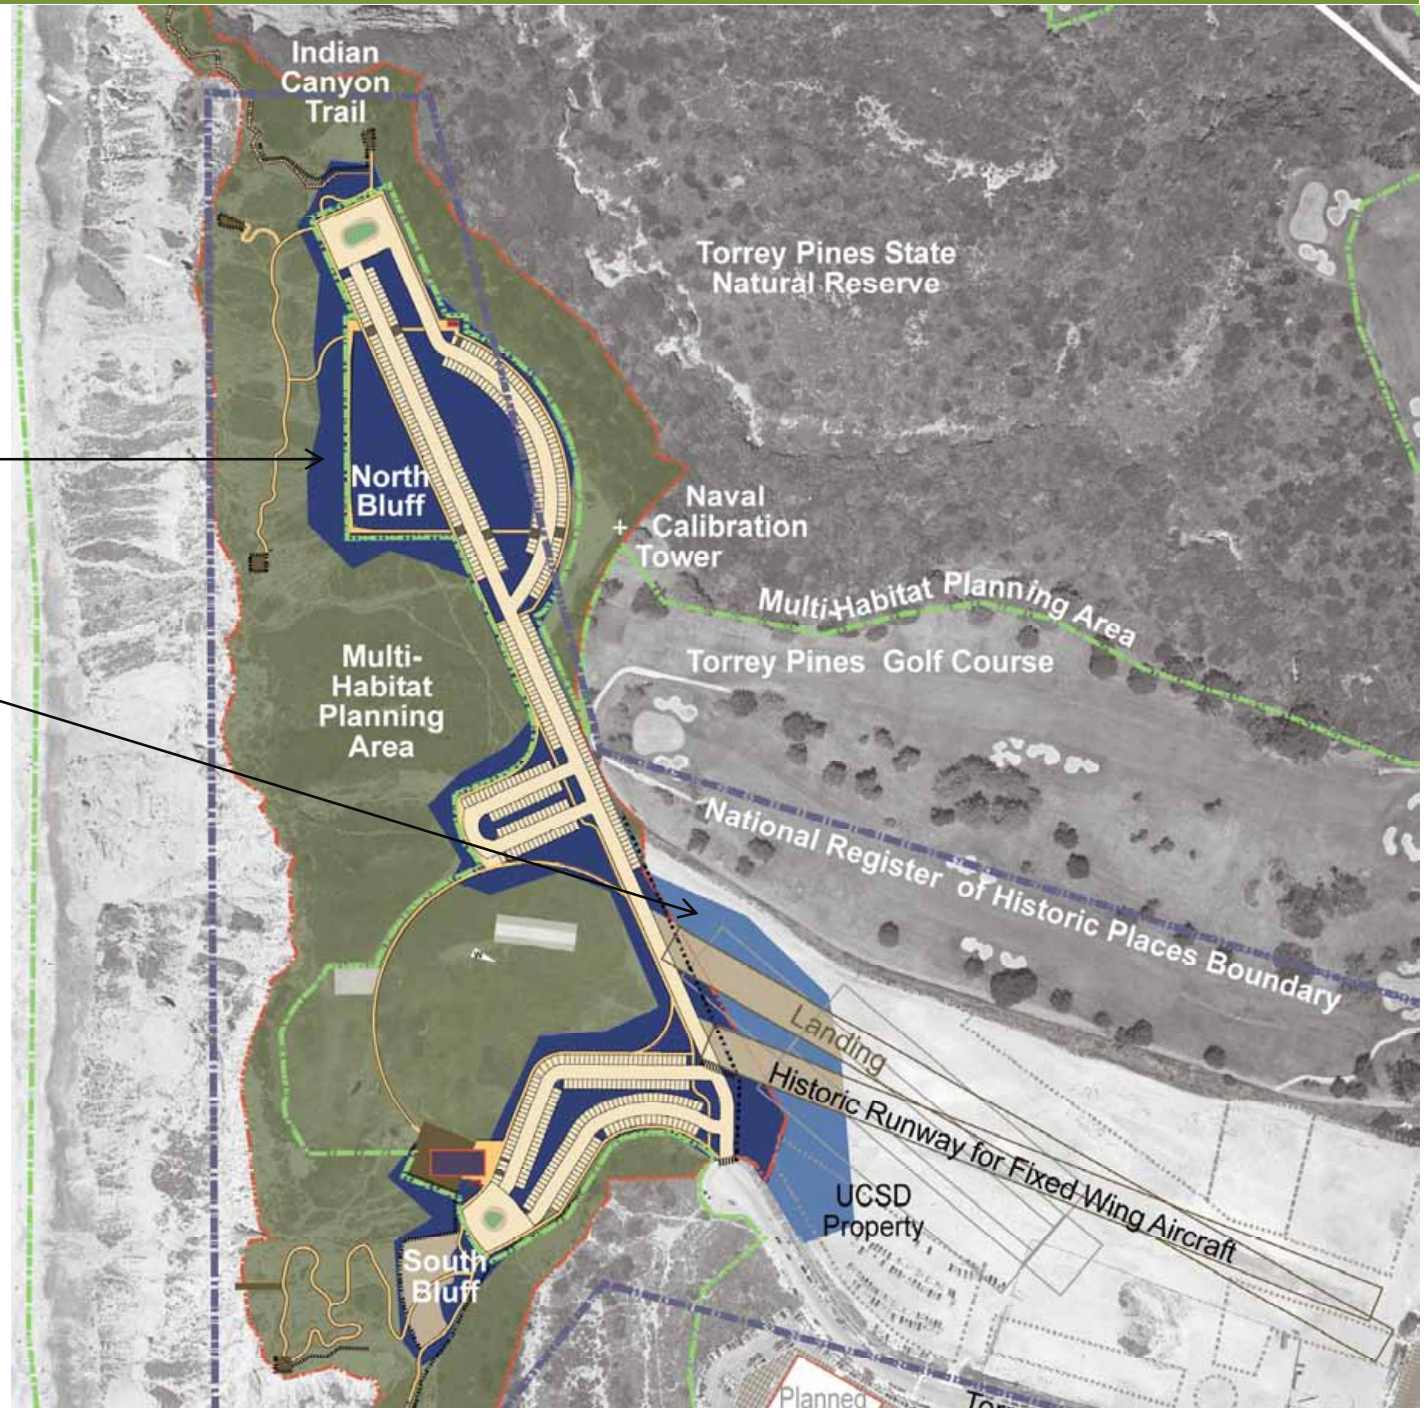 Indian
Canyon
Trail
Torrey Pines State
Natural Reserve
North
Bluff
Naval
Calibration
Tower
Multi-Habitat Planning Area
Torrey Pines Golf Course
Multi-
Habitat
Planning
Area
National Register of Historic Places Boundary
Landing
Historic Runway for Fixed Wing Aircraft
UCSD
Property
South
Bluff
Planned